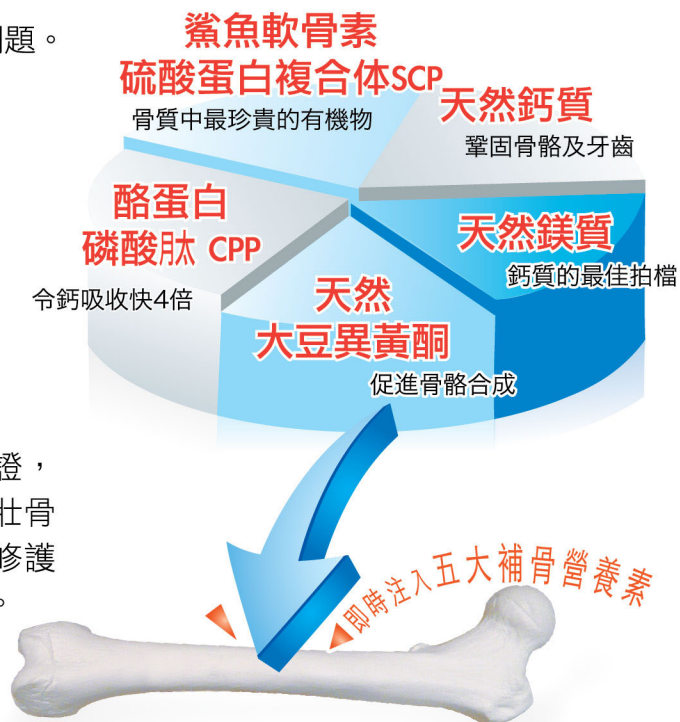 問題。
鯊魚軟骨素
硫酸蛋白複合体SCP
骨質中最珍貴的有機物
天然鈣質
鞏固骨骼及牙齒
酪蛋白
磷酸肽 CPP
令鈣吸收快4倍
天然鎂質
鈣質的最佳拍檔
天然
大豆異黃酮
促進骨骼合成
證，
壯骨
修護
。
即時注入五大補骨營養素